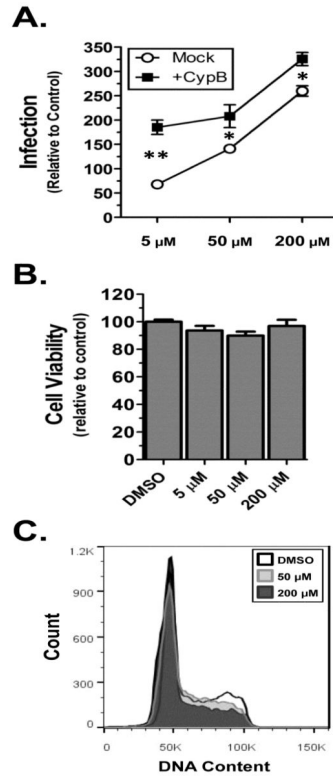 A.
Mock
+CypB
Infection
(Relative to Control)
350
300
250
200
150
100
50
0
**
*
*
5 µM
50 µM
200 µM
B.
Cell Viability
(relative to control)
120
100
80
60
40
20
0
DMSO
5 µM
50 µM
200 µM
C.
DMSO
50 µM
200 µM
Count
1.2K
900
600
300
0
0
50K
100K
150K
DNA Content